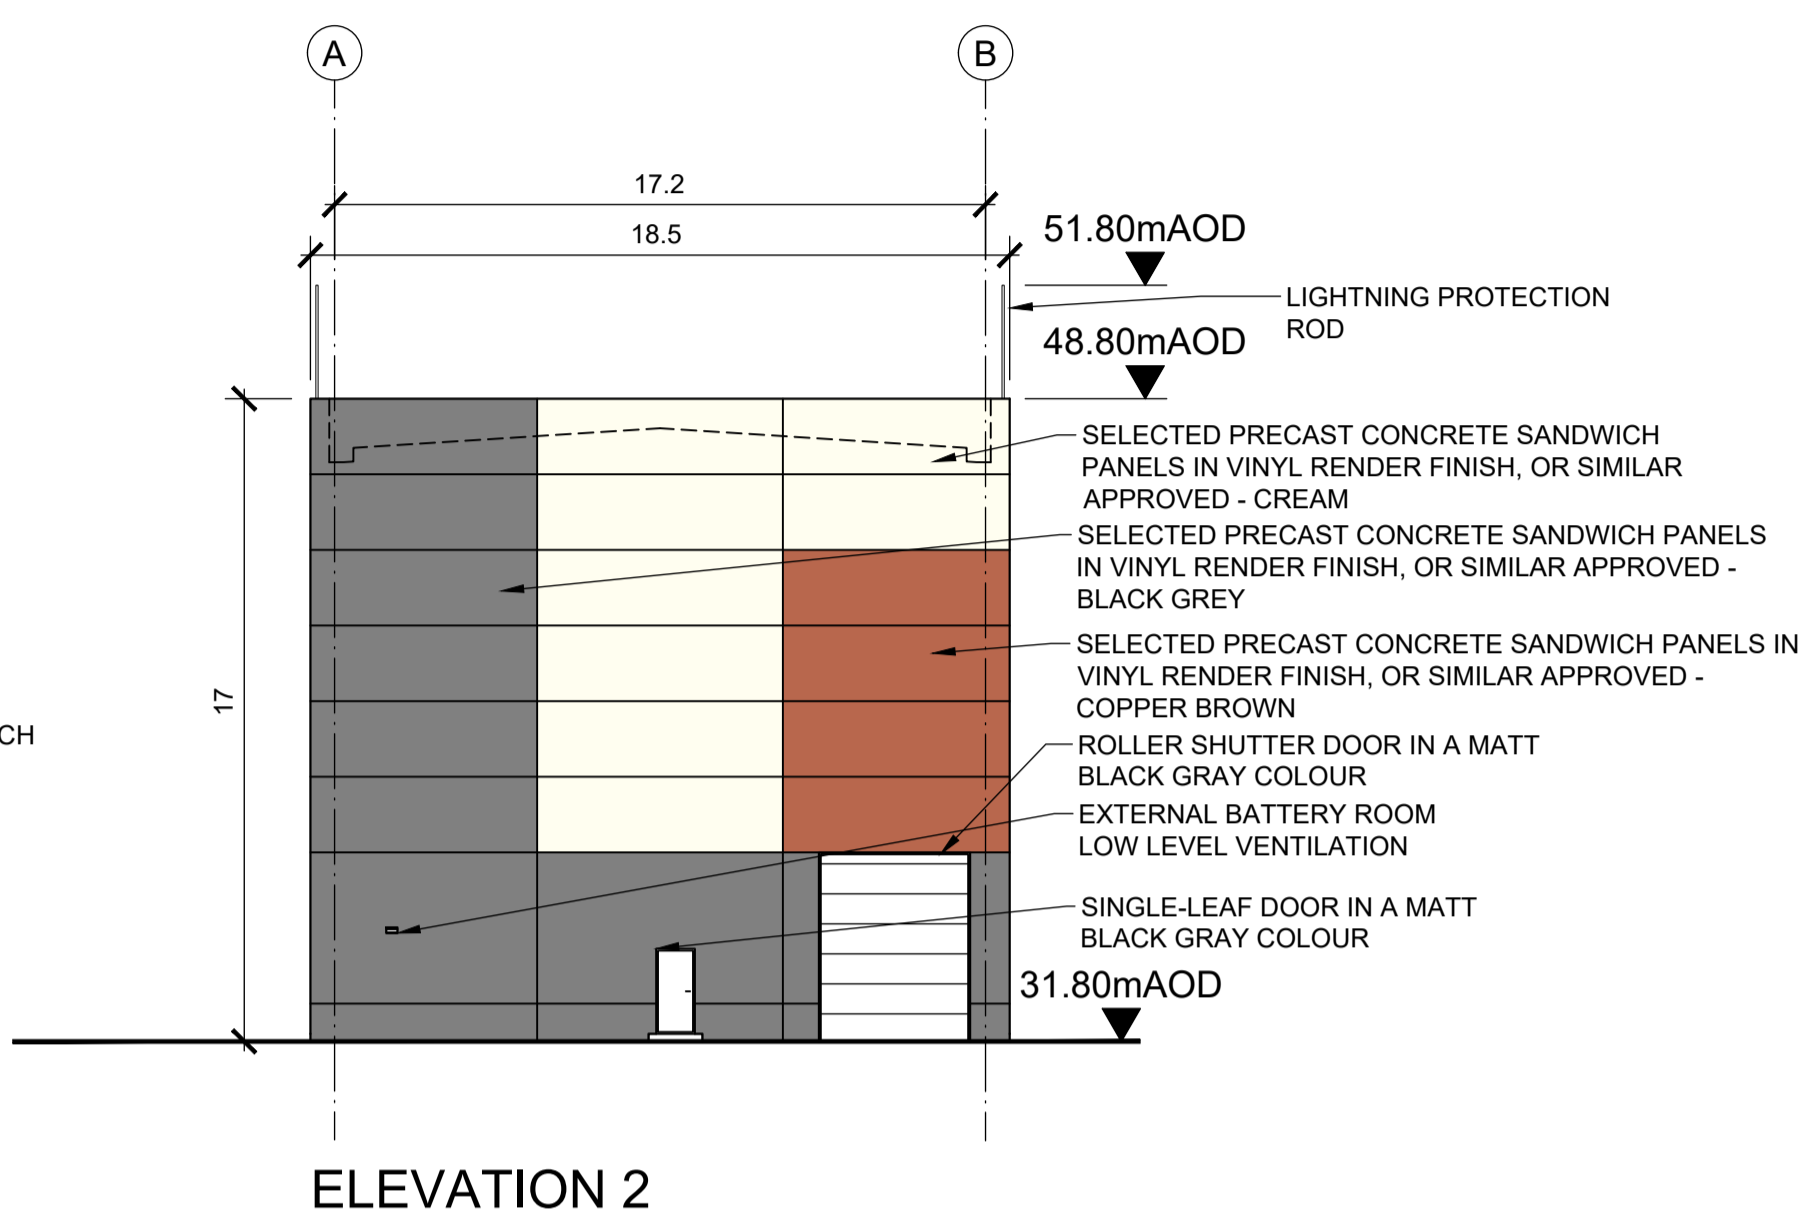 A
B
17.2
18.5
51.80mAOD
LIGHTNING PROTECTION
ROD
48.80mAOD
SELECTED PRECAST CONCRETE SANDWICH
PANELS IN VINYL RENDER FINISH, OR SIMILAR
APPROVED - CREAM
SELECTED PRECAST CONCRETE SANDWICH PANELS
IN VINYL RENDER FINISH, OR SIMILAR APPROVED -
BLACK GREY
SELECTED PRECAST CONCRETE SANDWICH PANELS IN
VINYL RENDER FINISH, OR SIMILAR APPROVED -
COPPER BROWN
17
CH
ROLLER SHUTTER DOOR IN A MATT
BLACK GRAY COLOUR
EXTERNAL BATTERY ROOM
LOW LEVEL VENTILATION
SINGLE-LEAF DOOR IN A MATT
BLACK GRAY COLOUR
31.80mAOD
ELEVATION 2